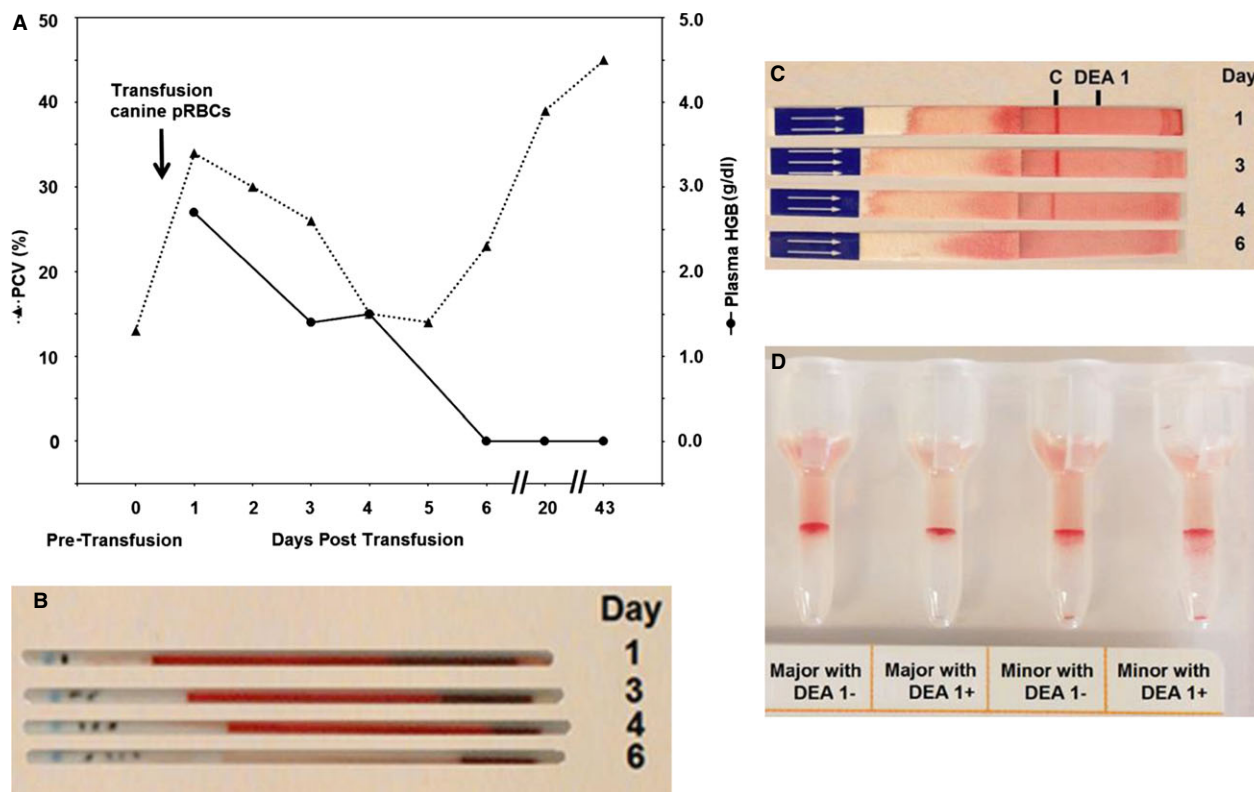 A
50
40
30
20
10
0
PCV (%)
Transfusion
canine pRBCs
5.0
4.0
3.0
2.0
1.0
0.0
Plasma HGB (g/dl)
0 1 2 3 4 5 6 20 43
Pre-Transfusion Days Post Transfusion
B
Day
1
3
4
6
C
C DEA 1 Day
1
3
4
6
D
Major with
DEA 1-
Major with
DEA 1+
Minor with
DEA 1-
Minor with
DEA 1+